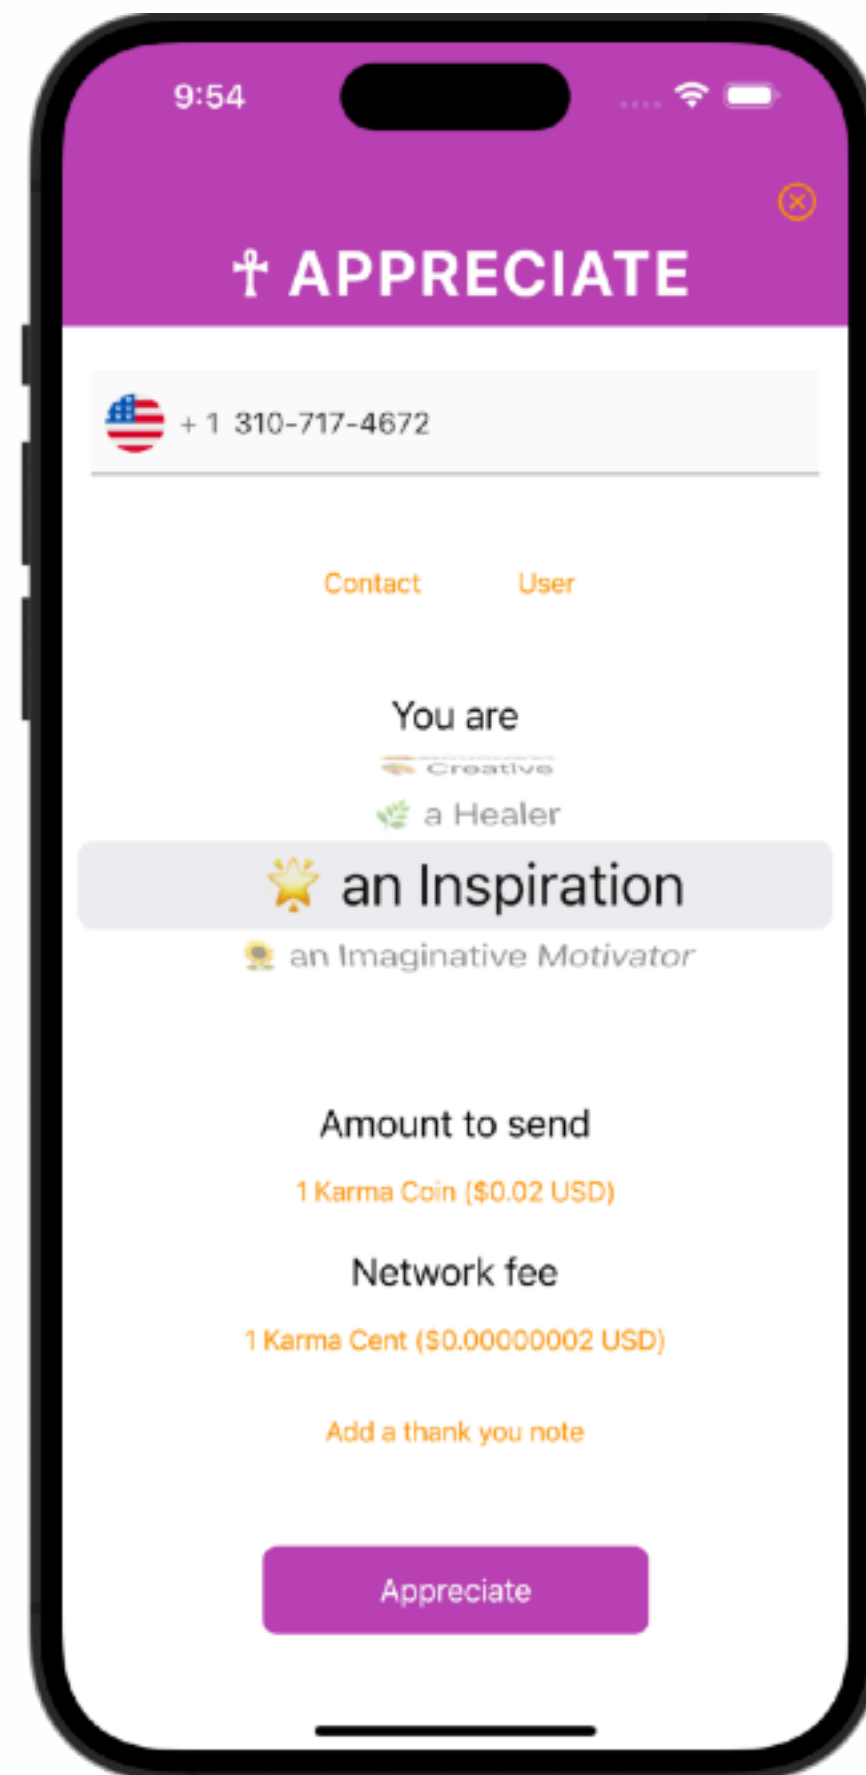 9:54
☥ APPRECIATE
+ 1 310-717-4672
Contact User
You are
Creative
a Healer
an Inspiration
an Imaginative Motivator
Amount to send
1 Karma Coin ($0.02 USD)
Network fee
1 Karma Cent ($0.00000002 USD)
Add a thank you note
Appreciate